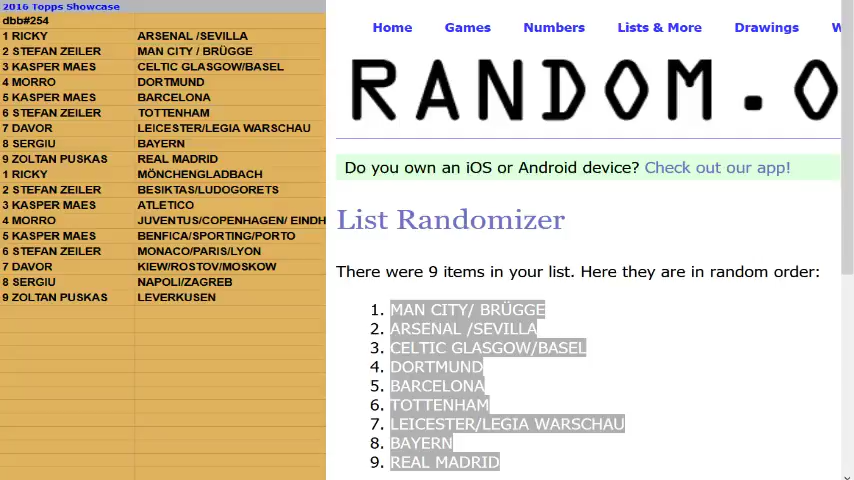 2016 Topps Showcase
dbb#254
1 RICKY ARSENAL /SEVILLA
2 STEFAN ZEILER MAN CITY / BRÜGGE
3 KASPER MAES CELTIC GLASGOW/BASEL
4 MORRO DORTMUND
5 KASPER MAES BARCELONA
6 STEFAN ZEILER TOTTENHAM
7 DAVOR LEICESTER/LEGIA WARSCHAU
8 SERGIU BAYERN
9 ZOLTAN PUSKAS REAL MADRID
1 RICKY MÖNCHENGLADBACH
2 STEFAN ZEILER BESIKTAS/LUDOGORETS
3 KASPER MAES ATLETICO
4 MORRO JUVENTUS/COPENHAGEN/ EINDH
5 KASPER MAES BENFICA/SPORTING/PORTO
6 STEFAN ZEILER MONACO/PARIS/LYON
7 DAVOR KIEW/ROSTOV/MOSKOW
8 SERGIU NAPOLI/ZAGREB
9 ZOLTAN PUSKAS LEVERKUSEN
Home Games Numbers Lists & More Drawings W
RANDOM.O
Do you own an iOS or Android device? Check out our app!
List Randomizer
There were 9 items in your list. Here they are in random order:
1. MAN CITY/ BRÜGGE
2. ARSENAL /SEVILLA
3. CELTIC GLASGOW/BASEL
4. DORTMUND
5. BARCELONA
6. TOTTENHAM
7. LEICESTER/LEGIA WARSCHAU
8. BAYERN
9. REAL MADRID